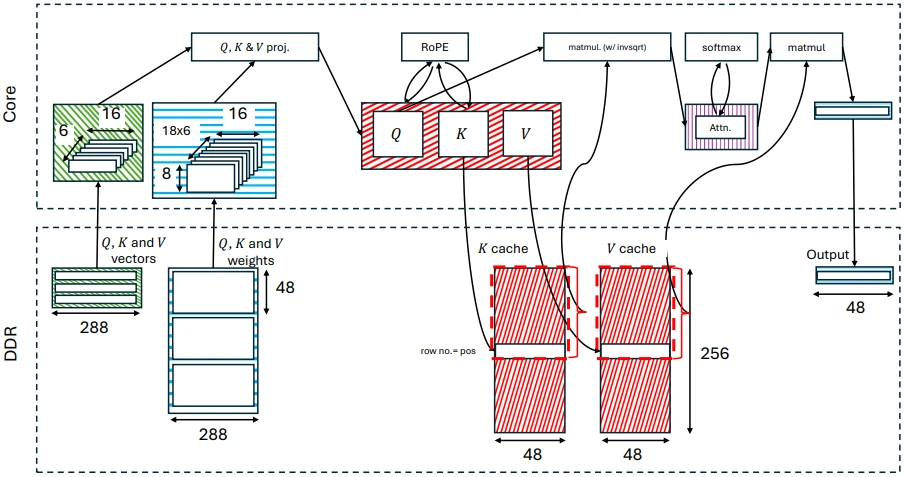 Core
Q, K & V proj.
RoPE
matmul. (w/ invsqrt)
softmax
matmul
16
6
18x6
16
8
Q
K
V
Attn.
DDR
Q, K and V
vectors
288
Q, K and V
weights
48
288
K cache
V cache
row no.= pos
256
48
48
Output
48